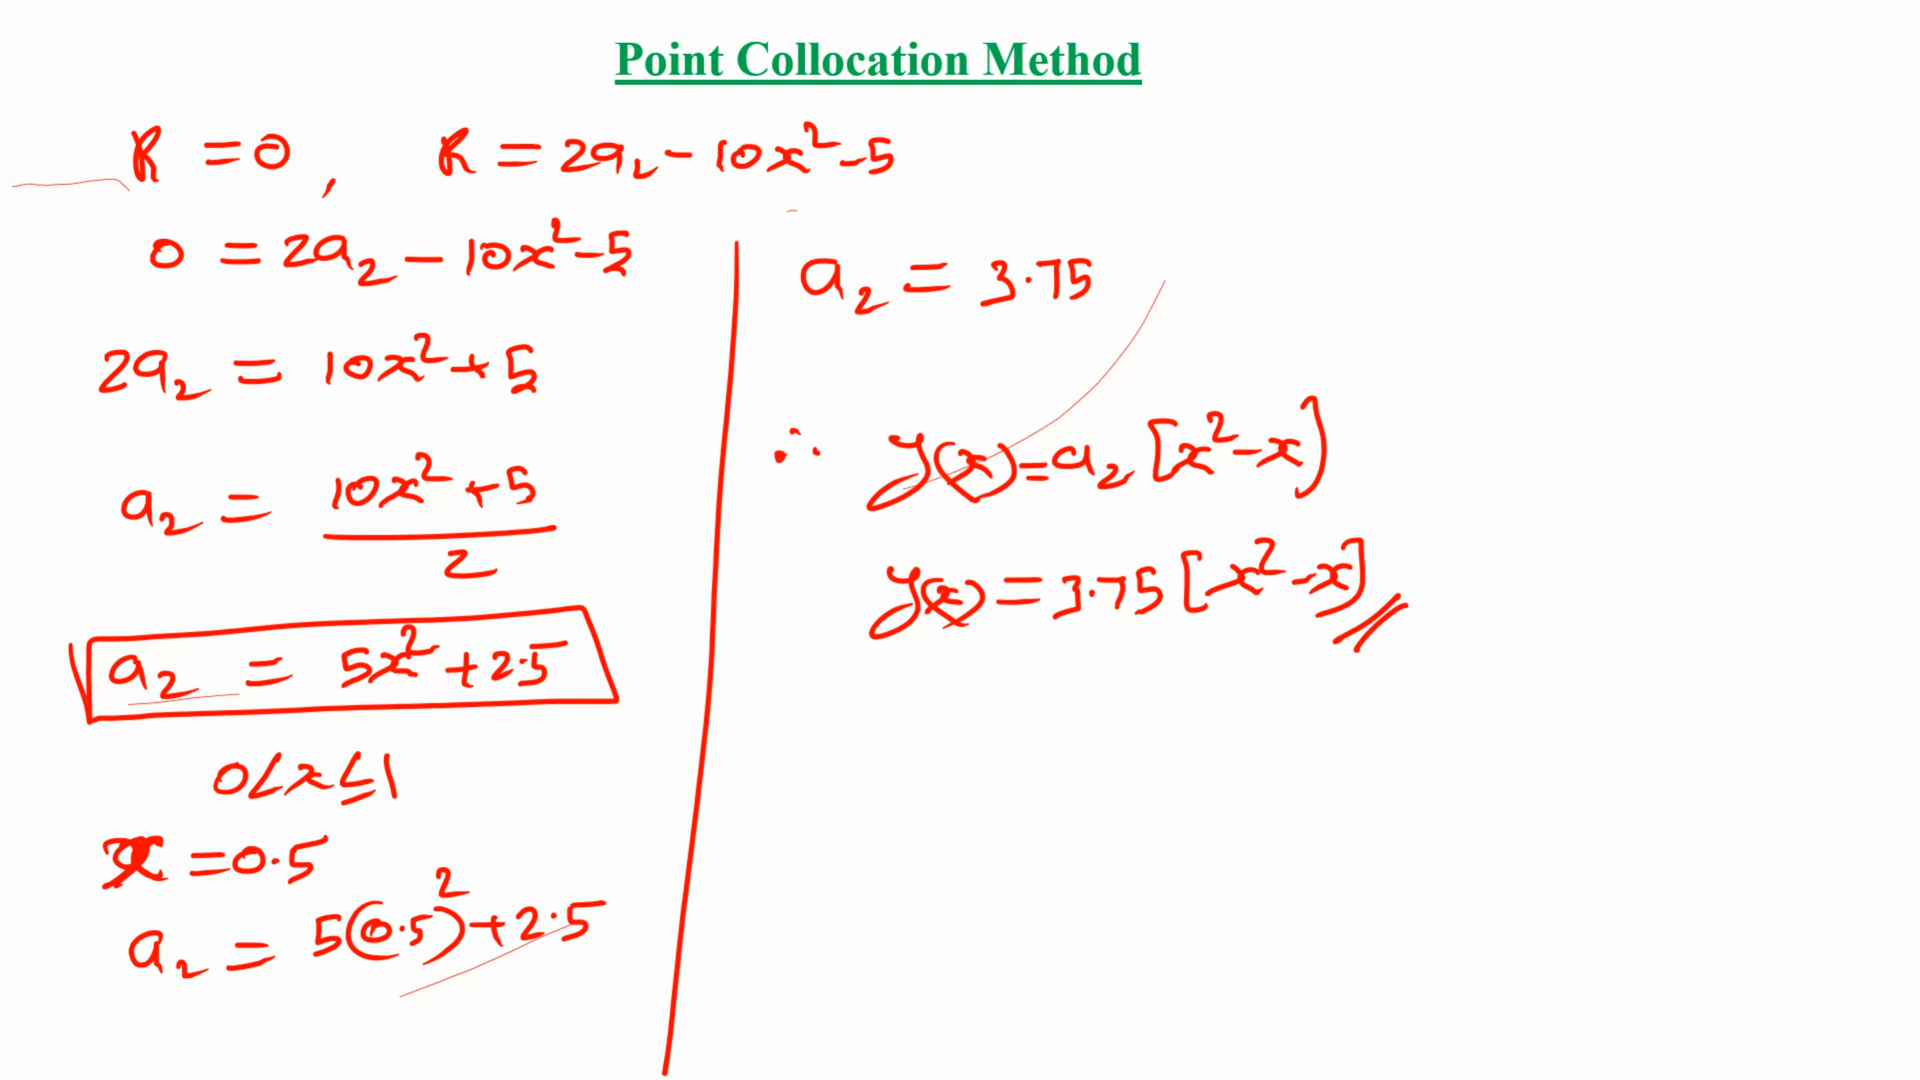 Point Collocation Method
R = 0, R = 2a₂ - 10x² - 5
0 = 2a₂ - 10x² - 5
2a₂ = 10x² + 5
a₂ = (10x² + 5) / 2
a₂ = 5x² + 2.5
0 < x ≤ 1
x = 0.5
a₂ = 5(0.5)² + 2.5
a₂ = 3.75
∴ y(x) = a₂ [x² - x]
y(x) = 3.75 [x² - x]